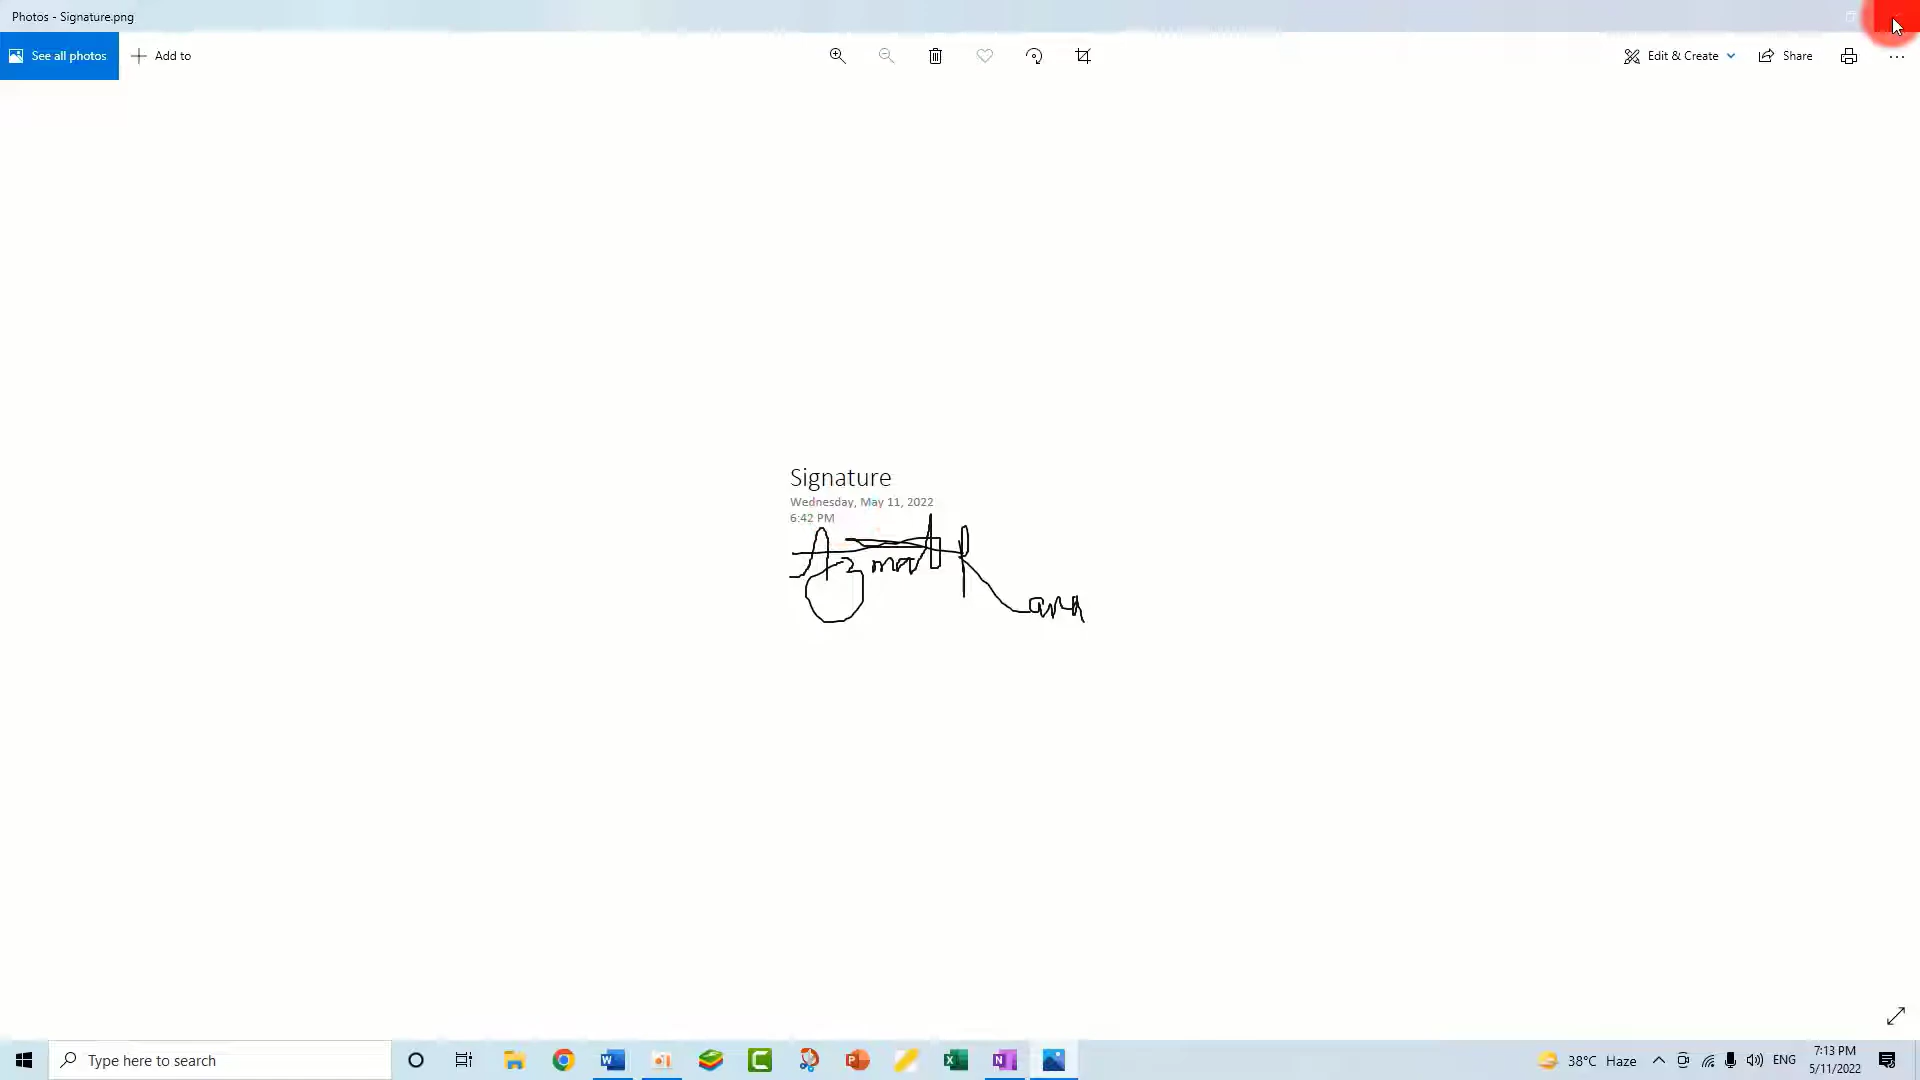 Photos - Signature.png
See all photos
Add to
Edit & Create
Share
Signature
Wednesday, May 11, 2022
6:42 PM
Type here to search
38°C Haze
ENG
7:13 PM
5/11/2022